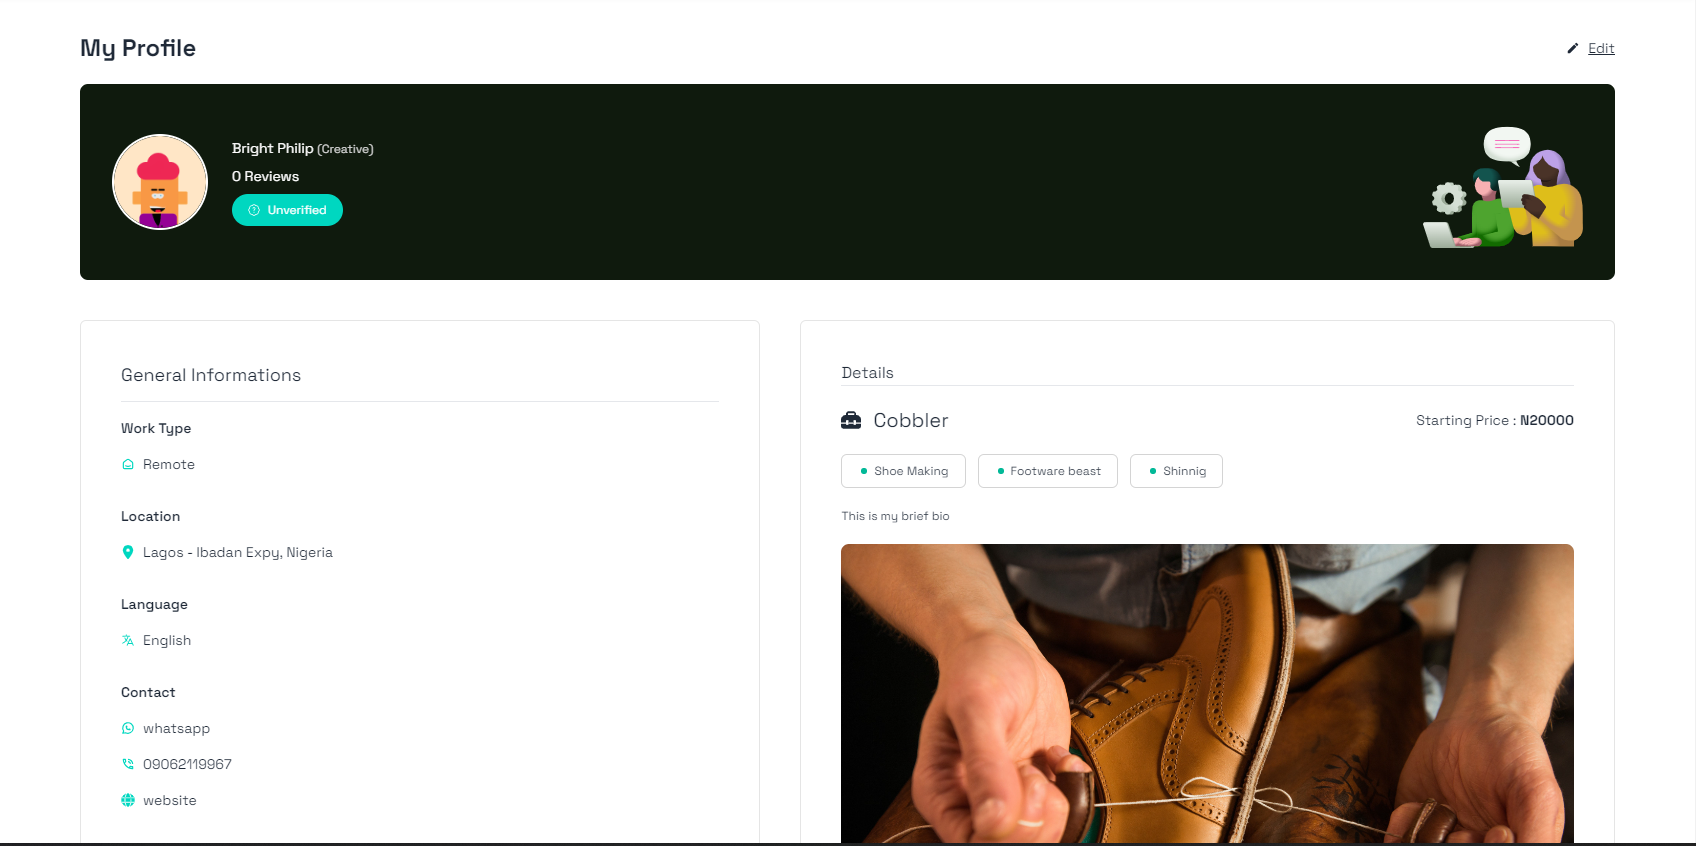 My Profile
Edit
Bright Philip (Creative)
0 Reviews
Unverified
General Informations
Work Type
Remote
Location
Lagos - Ibadan Expy, Nigeria
Language
English
Contact
whatsapp
09062119967
website
Details
Cobbler
Starting Price : N20000
Shoe Making
Footware beast
Shinnig
This is my brief bio